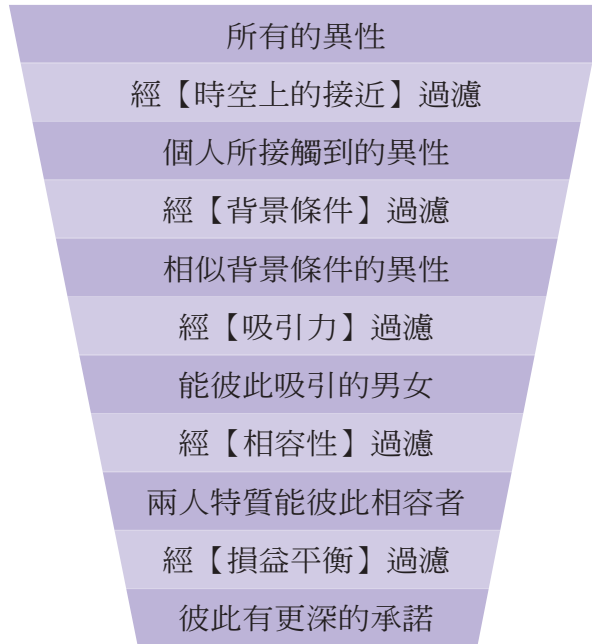 所有的異性
經【時空上的接近】過濾
個人所接觸到的異性
經【背景條件】過濾
相似背景條件的異性
經【吸引力】過濾
能彼此吸引的男女
經【相容性】過濾
兩人特質能彼此相容者
經【損益平衡】過濾
彼此有更深的承諾